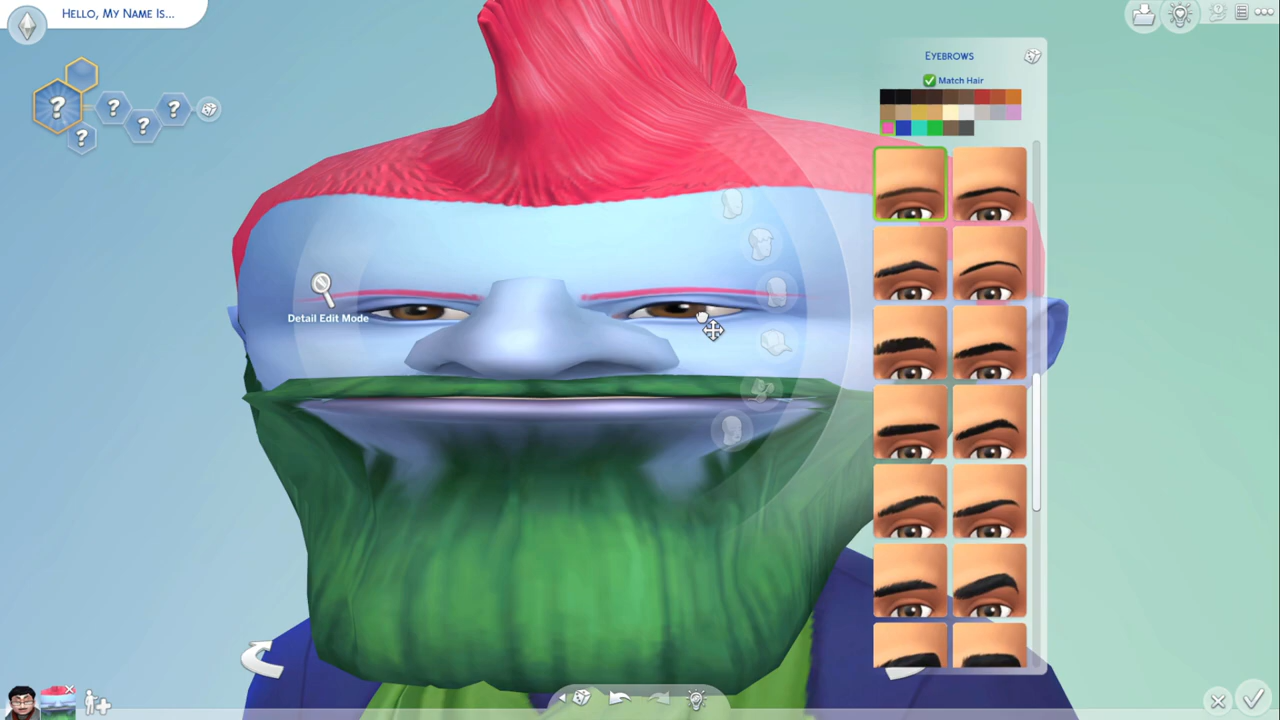 Hello, My Name Is...
Eyebrows
Match Hair
?
?
?
?
?
Detail Edit Mode